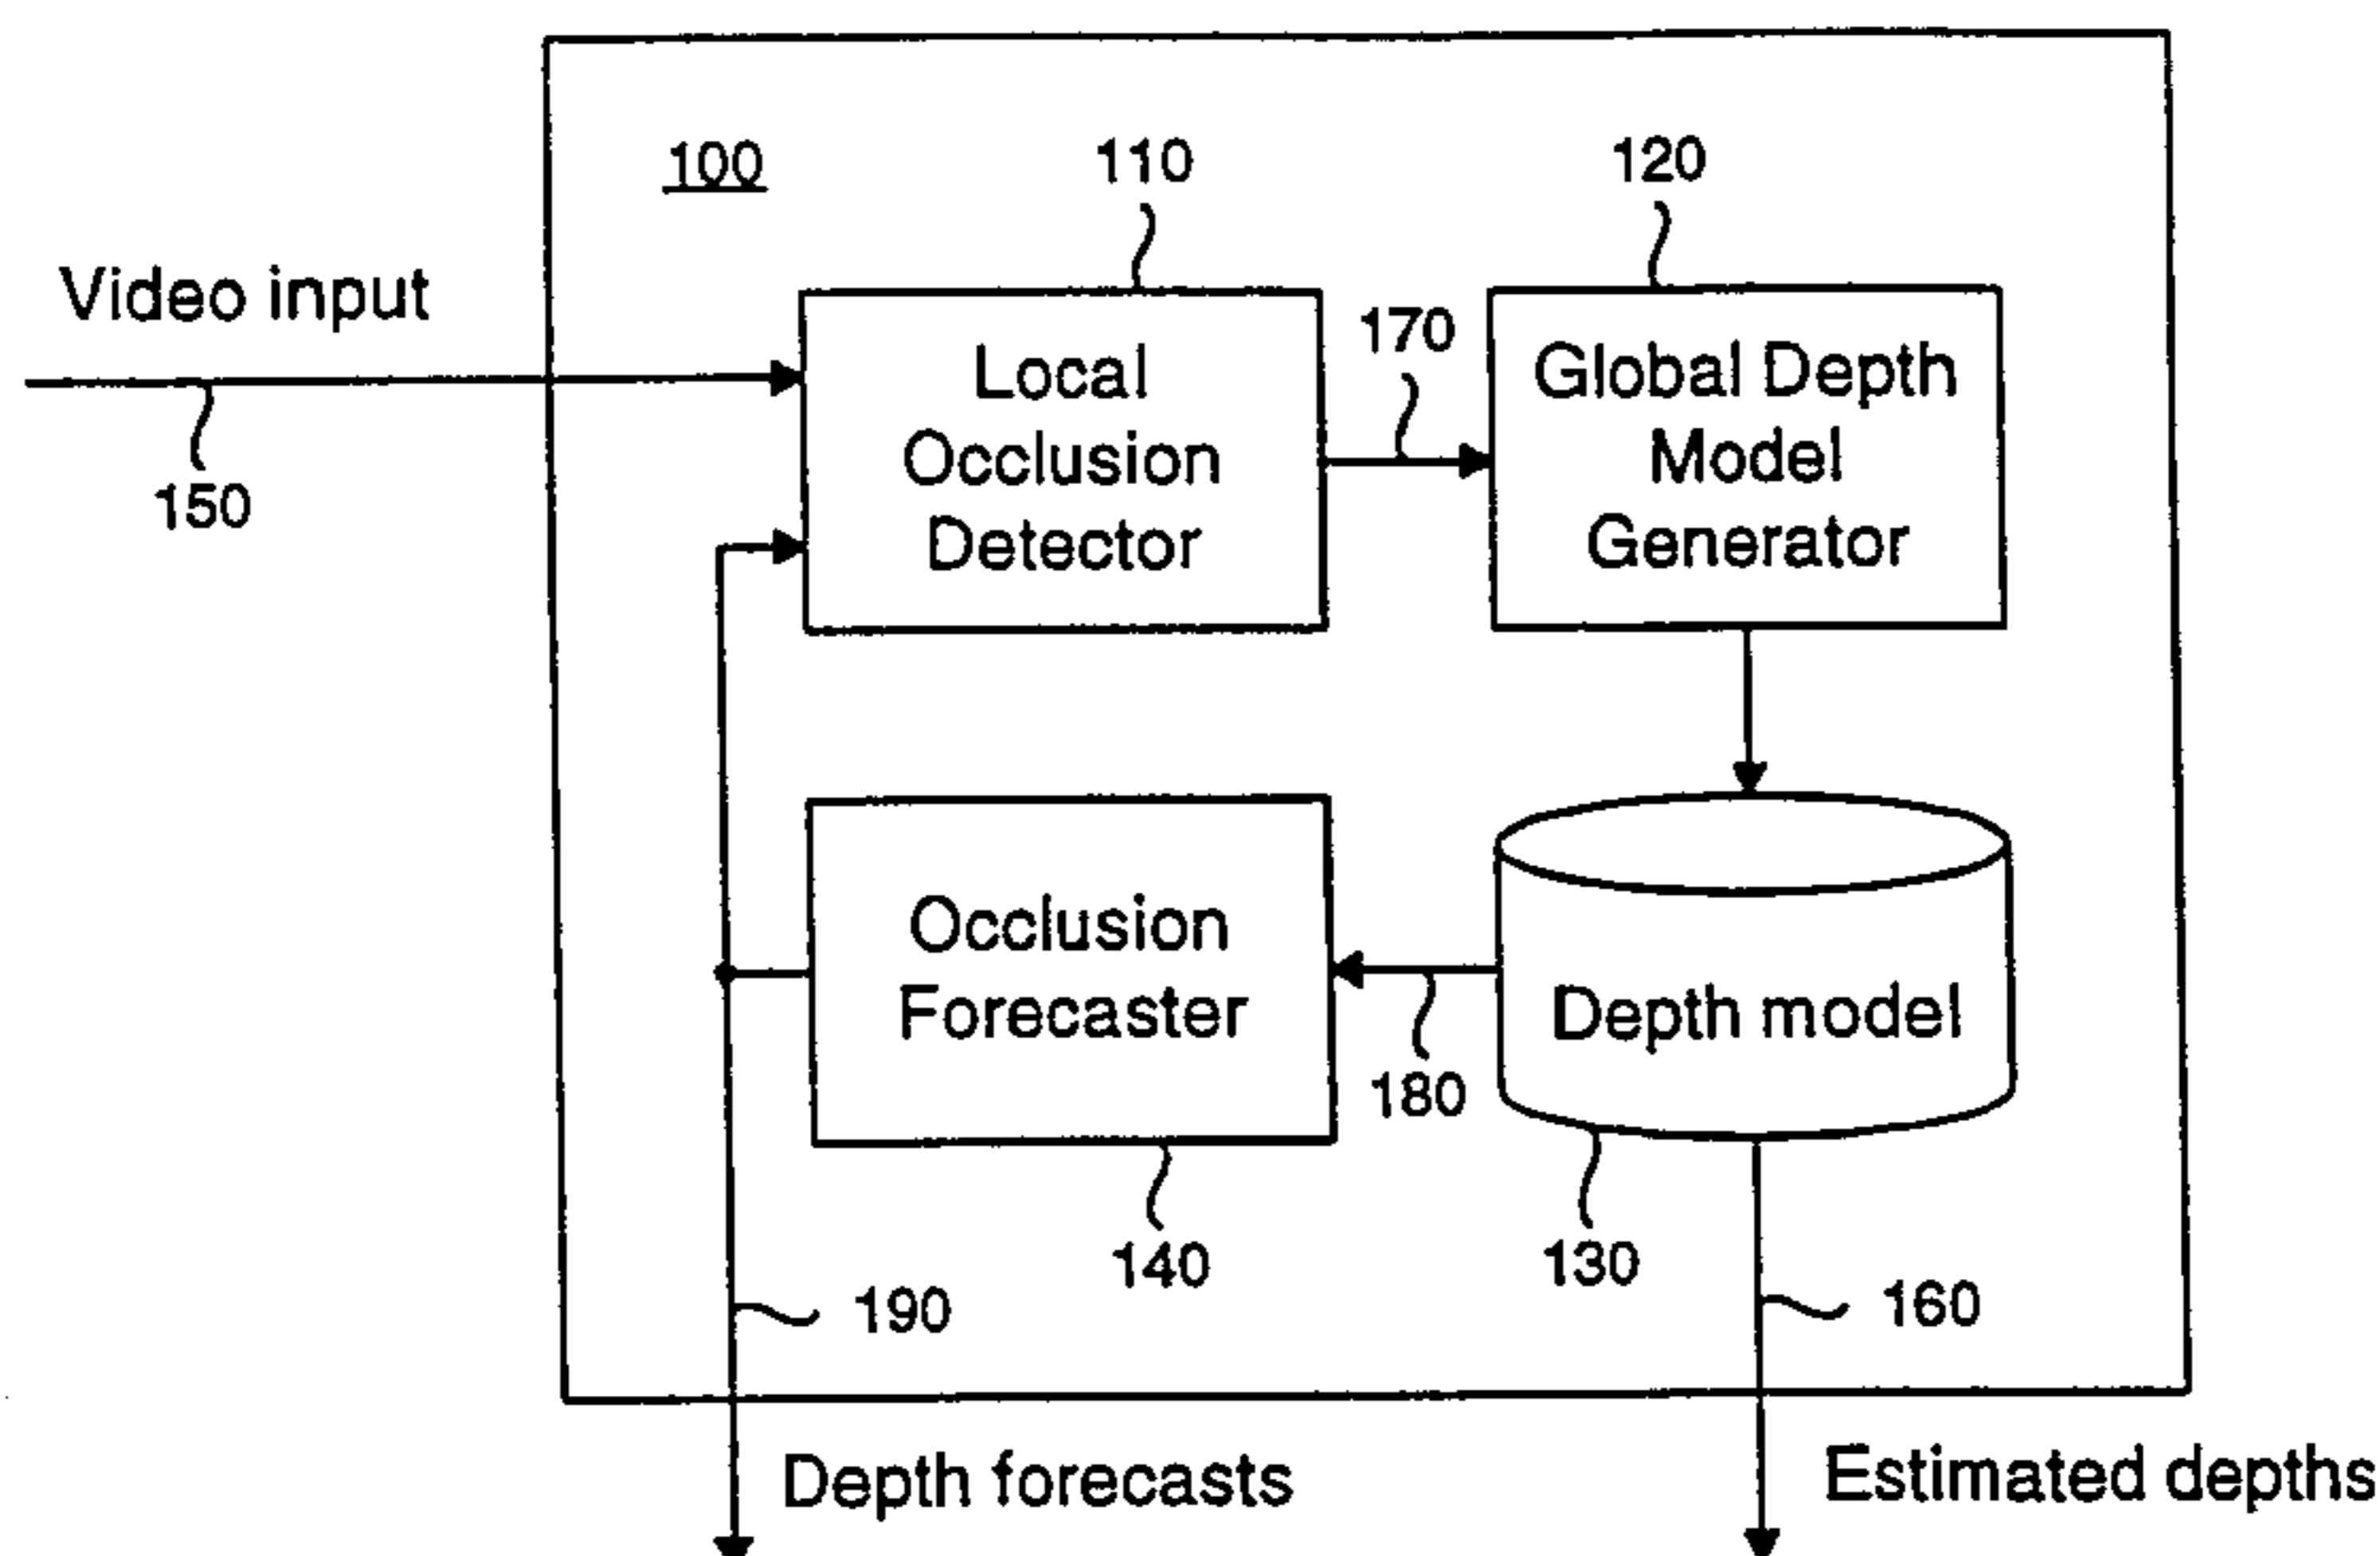 100
110
120
Video input
150
Local
Occlusion
Detector
170
Global Depth
Model
Generator
Occlusion
Forecaster
180
Depth model
140
130
190
160
Depth forecasts
Estimated depths